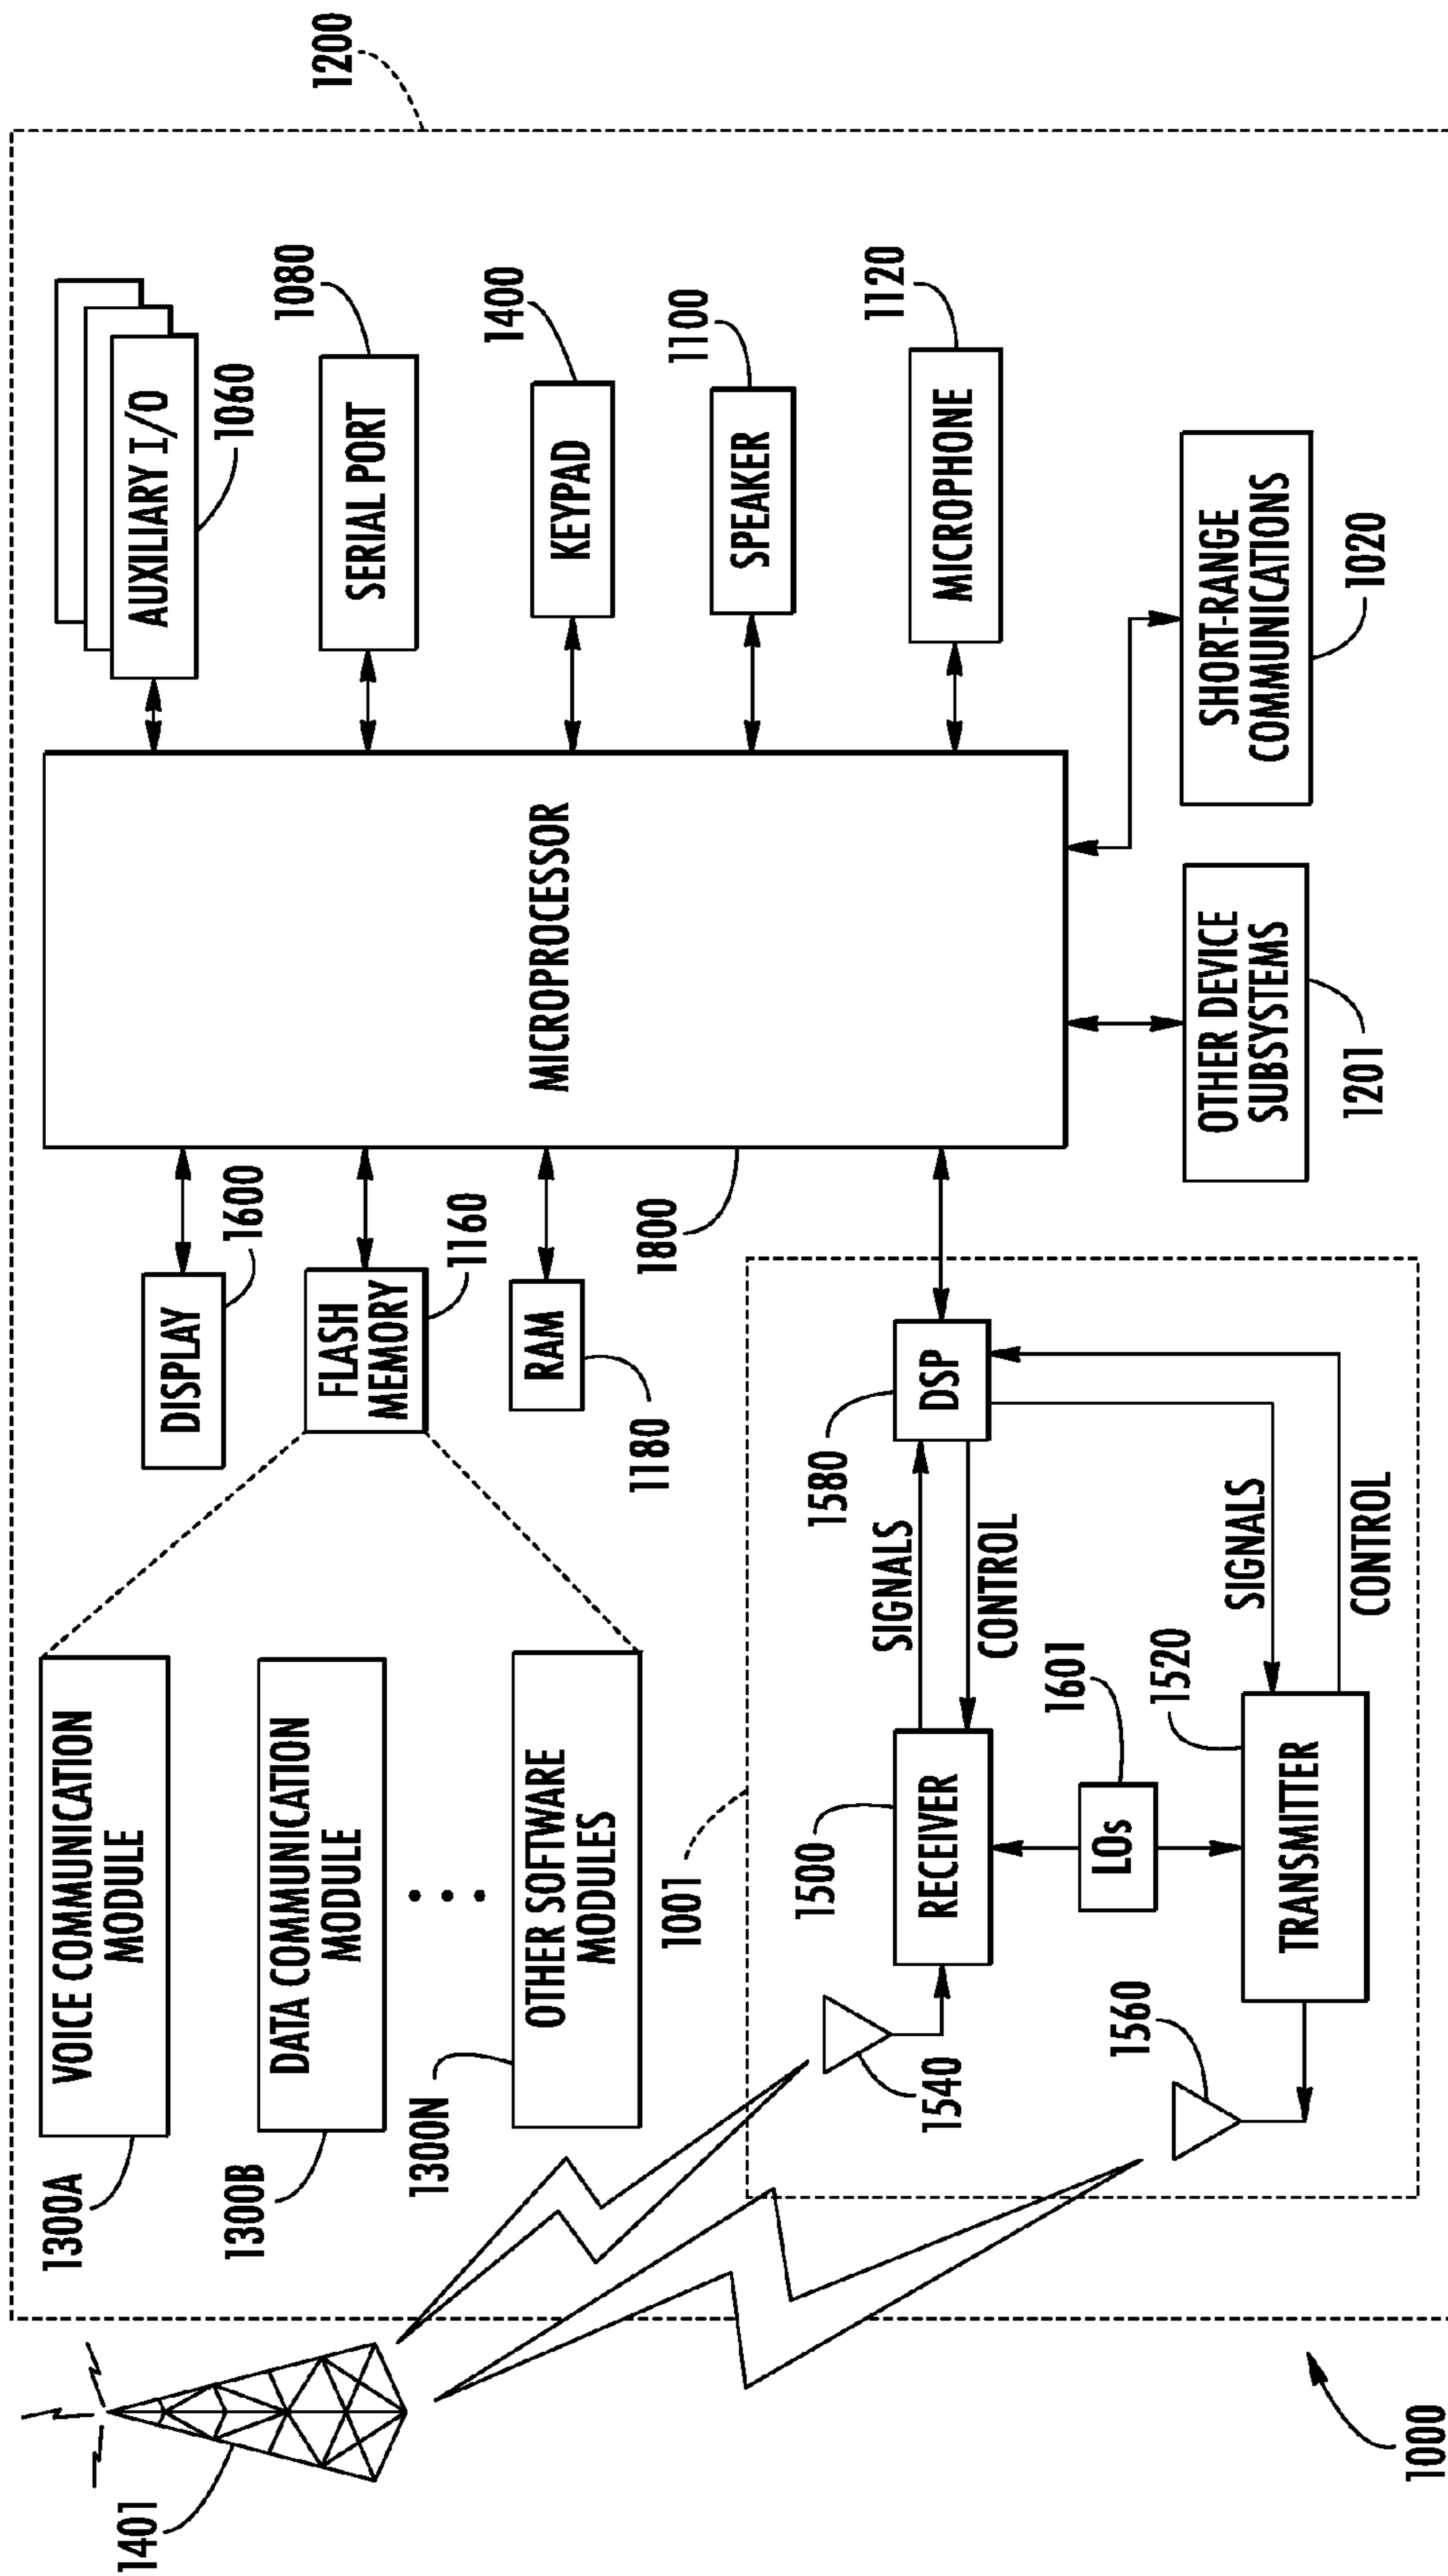 1401
1000
1200
1300A
VOICE COMMUNICATION
MODULE
1300B
DATA COMMUNICATION
MODULE
1300N
OTHER SOFTWARE
MODULES
DISPLAY
1600
FLASH
MEMORY
1160
RAM
1180
1800
MICROPROCESSOR
AUXILIARY I/O
1060
SERIAL PORT
1080
KEYPAD
1400
SPEAKER
1100
MICROPHONE
1120
1001
1540
1500
RECEIVER
SIGNALS
CONTROL
1580
DSP
LOs
1601
1560
TRANSMITTER
1520
SIGNALS
CONTROL
OTHER DEVICE
SUBSYSTEMS
1201
SHORT-RANGE
COMMUNICATIONS
1020